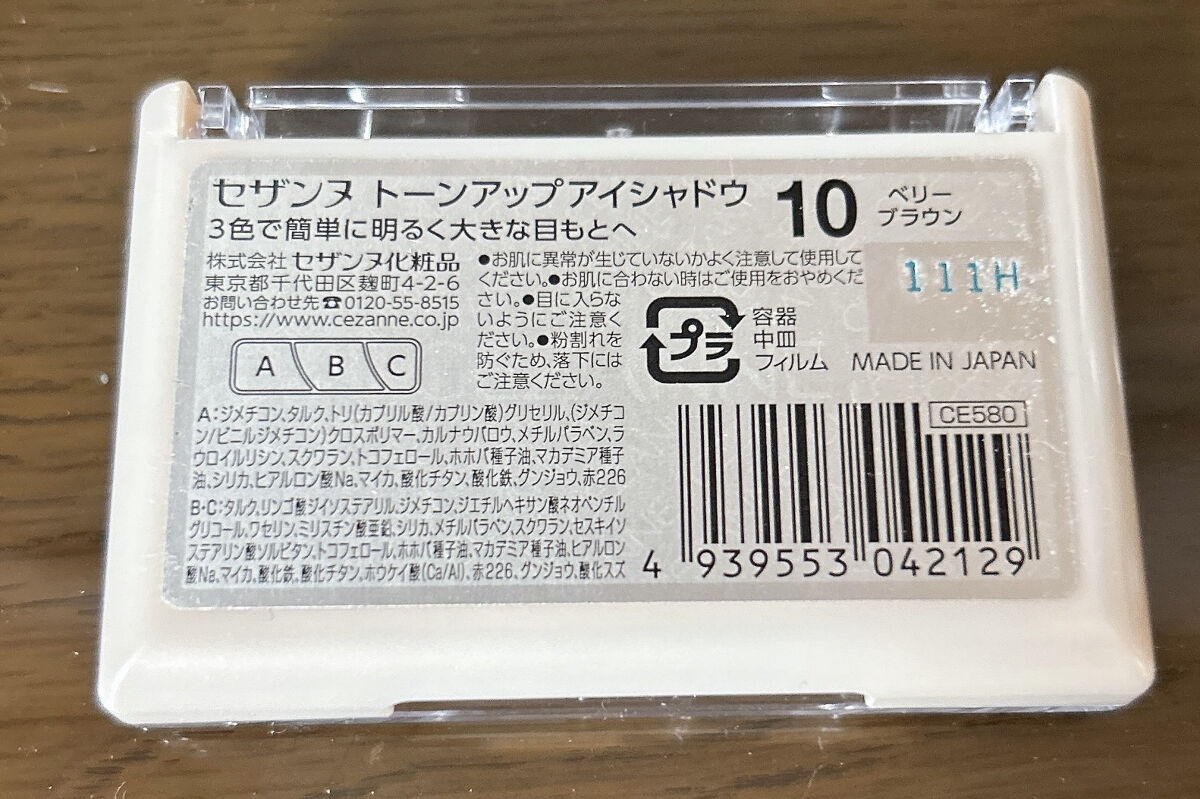 セザンヌ トーンアップアイシャドウ 10 ベリー
ブラウン
3色で簡単に明るく大きな目もとへ
株式会社 セザンヌ化粧品
東京都千代田区麹町4-2-6
お問い合わせ先☎0120-55-8515
https://www.cezanne.co.jp
●お肌に異常が生じていないかよく注意して使用して
ください。●お肌に合わない時はご使用をおやめくだ
さい。●目に入らな
いようにご注意く
ださい。●粉割れを
防ぐため、落下には
ご注意ください。
111H
プラ
容器
中皿
フィルム
MADE IN JAPAN
A B C
A:ジメチコン、タルク、トリ(カプリル酸/カプリン酸)グリセリル、(ジメチコ
ン/ビニルジメチコン)クロスポリマー、カルナウバロウ、メチルパラベン、ラ
ウロイルリシン、スクワラン、トコフェロール、ホホバ種子油、マカデミア種子
油、シリカ、ヒアルロン酸Na、マイカ、酸化チタン、酸化鉄、グンジョウ、赤226
B・C:タルク、リンゴ酸ジイソステアリル、ジメチコン、ジエチルヘキサン酸ネオペンチル
グリコール、ワセリン、ミリスチン酸亜鉛、シリカ、メチルパラベン、スクワラン、セスキイソ
ステアリン酸ソルビタン、トコフェロール、ホホバ種子油、マカデミア種子油、ヒアルロン
酸Na、マイカ、酸化鉄、酸化チタン、ホウケイ酸(Ca/Al)、赤226、グンジョウ、酸化スズ
CE580
4 939553 042129